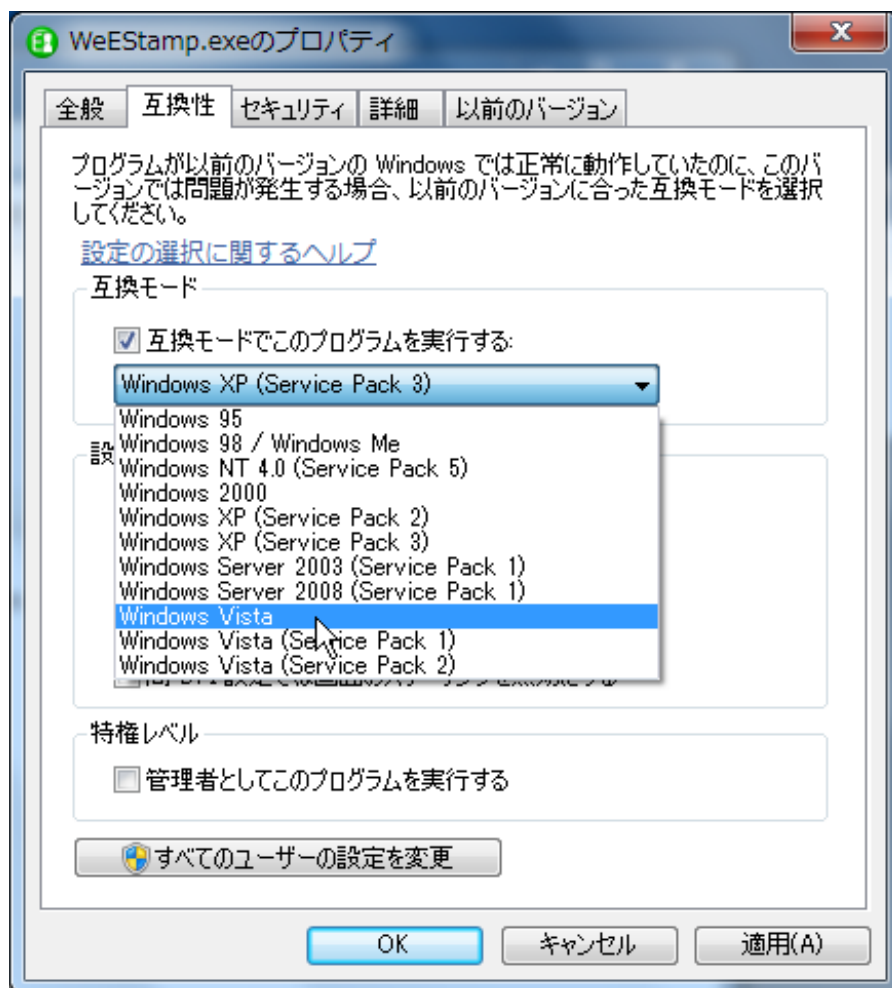 WeEStamp.exeのプロパティ
全般 互換性 セキュリティ 詳細 以前のバージョン
プログラムが以前のバージョンの Windows では正常に動作していたのに、このバ
ージョンでは問題が発生する場合、以前のバージョンに合った互換モードを選択
してください。
設定の選択に関するヘルプ
互換モード
互換モードでこのプログラムを実行する:
Windows XP (Service Pack 3)
Windows 95
Windows 98 / Windows Me
設
Windows NT 4.0 (Service Pack 5)
Windows 2000
Windows XP (Service Pack 2)
Windows XP (Service Pack 3)
Windows Server 2003 (Service Pack 1)
Windows Server 2008 (Service Pack 1)
Windows Vista
Windows Vista (Service Pack 1)
Windows Vista (Service Pack 2)
特権レベル
管理者としてこのプログラムを実行する
すべてのユーザーの設定を変更
OK キャンセル 適用(A)